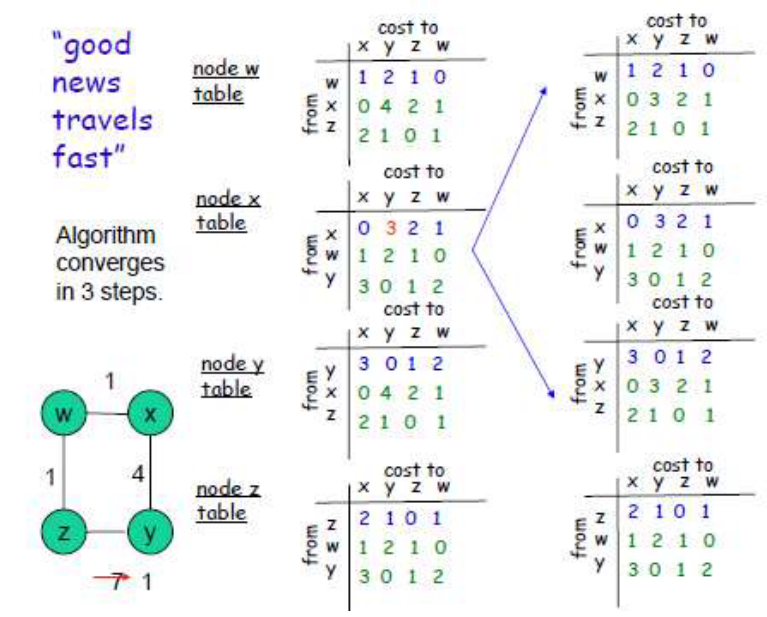 "good
news
travels
fast"
Algorithm
converges
in 3 steps.
1
w x
1 4
z y
7 1
node w
table
cost to
x y z w
from
w 1 2 1 0
x 0 4 2 1
z 2 1 0 1
node x
table
cost to
x y z w
from
x 0 3 2 1
w 1 2 1 0
y 3 0 1 2
node y
table
cost to
x y z w
from
y 3 0 1 2
x 0 4 2 1
z 2 1 0 1
node z
table
cost to
x y z w
from
z 2 1 0 1
w 1 2 1 0
y 3 0 1 2
cost to
x y z w
from
w 1 2 1 0
x 0 3 2 1
z 2 1 0 1
cost to
x y z w
from
x 0 3 2 1
w 1 2 1 0
y 3 0 1 2
cost to
x y z w
from
y 3 0 1 2
x 0 3 2 1
z 2 1 0 1
cost to
x y z w
from
z 2 1 0 1
w 1 2 1 0
y 3 0 1 2